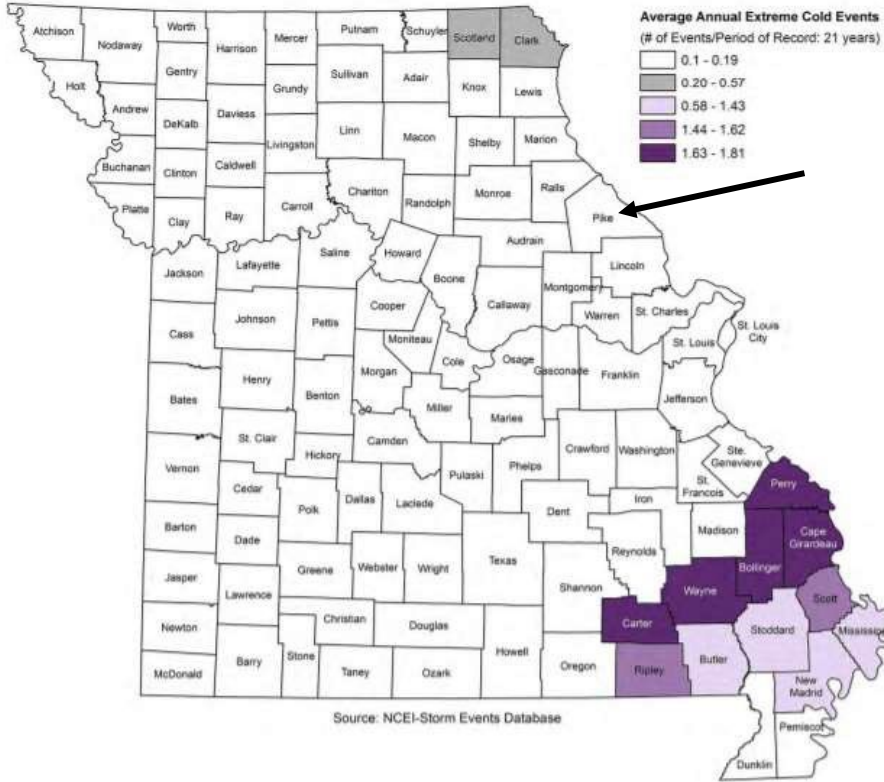 Average Annual Extreme Cold Events
(# of Events/Period of Record: 21 years)
0.1 - 0.19
0.20 - 0.57
0.58 - 1.43
1.44 - 1.62
1.63 - 1.81
Atchison
Nodaway
Worth
Harrison
Mercer
Putnam
Schuyler
Scotland
Clark
Holt
Gentry
Sullivan
Adair
Knox
Lewis
Andrew
DeKalb
Daviess
Grundy
Linn
Macon
Shelby
Marion
Buchanan
Clinton
Caldwell
Livingston
Chariton
Randolph
Monroe
Ralls
Pike
Platte
Clay
Ray
Carroll
Saline
Howard
Boone
Audrain
Lincoln
Jackson
Lafayette
Cooper
Callaway
Montgomery
Warren
St. Charles
St. Louis
City
St. Louis
Cass
Johnson
Pettis
Moniteau
Cole
Osage
Gasconade
Franklin
Jefferson
Bates
Henry
Benton
Morgan
Miller
Maries
St. Clair
Hickory
Camden
Pulaski
Phelps
Crawford
Washington
Ste.
Genevieve
St.
Francois
Perry
Vernon
Cedar
Polk
Dallas
Laclede
Dent
Iron
Madison
Cape
Girardeau
Bollinger
Barton
Dade
Greene
Webster
Wright
Texas
Shannon
Reynolds
Wayne
Scott
Jasper
Lawrence
Christian
Douglas
Carter
Stoddard
Mississippi
Newton
McDonald
Barry
Stone
Taney
Ozark
Howell
Oregon
Ripley
Butler
New
Madrid
Pemiscot
Dunklin
Source: NCEI-Storm Events Database